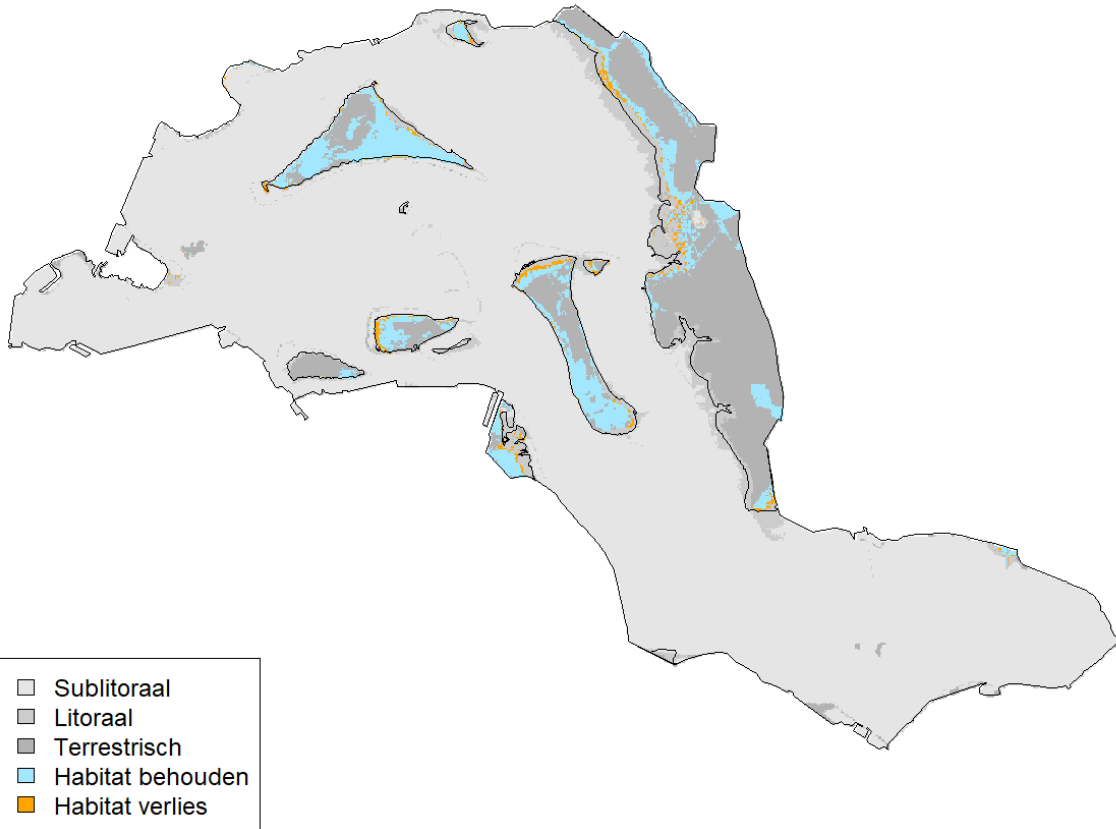 Sublitoraal
Litoraal
Terrestrisch
Habitat behouden
Habitat verlies